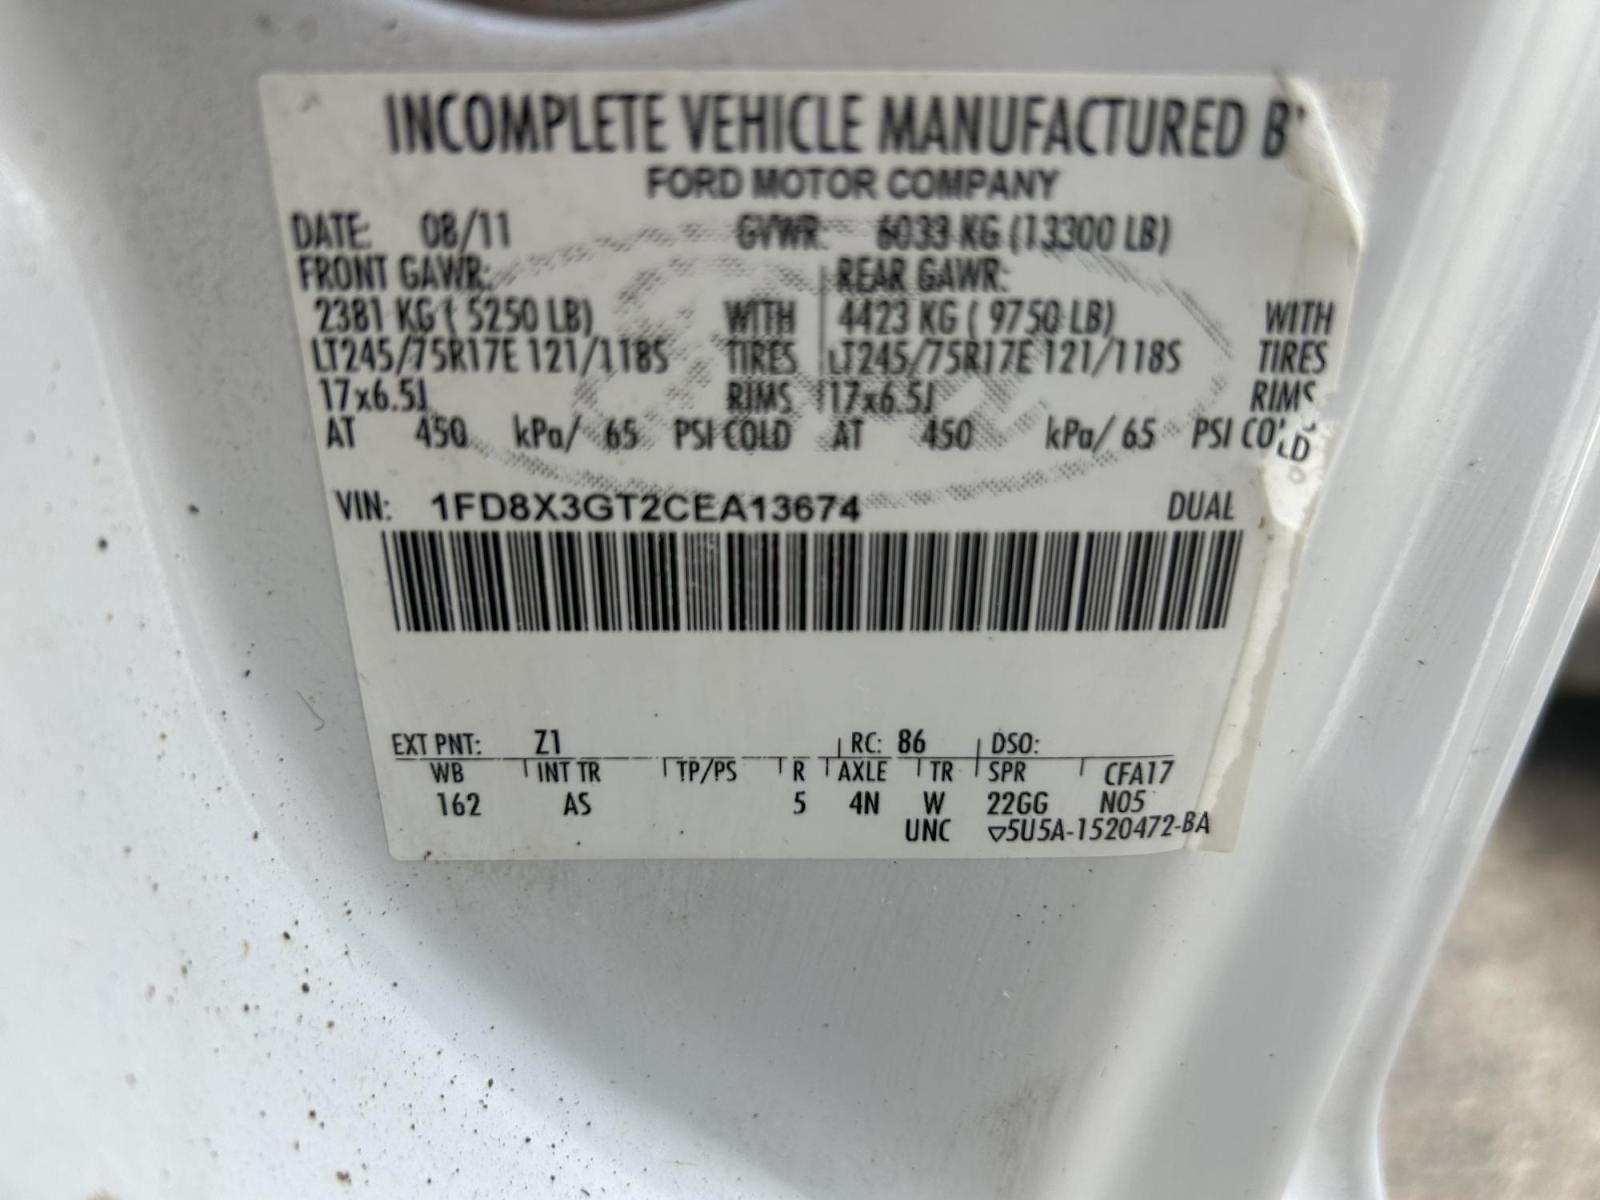 INCOMPLETE VEHICLE MANUFACTURED B
FORD MOTOR COMPANY
DATE: 08/11 GVWR: 6033 KG (13300 LB)
FRONT GAWR: REAR GAWR:
2381 KG ( 5250 LB) WITH 4423 KG ( 9750 LB) WITH
LT245/75R17E 121/118S TIRES LT245/75R17E 121/118S TIRES
17x6.5J RIMS 17x6.5J RIMS
AT 450 kPa/ 65 PSI COLD AT 450 kPa/ 65 PSI COLD
VIN: 1FD8X3GT2CEA13674 DUAL
EXT PNT: Z1 RC: 86 DSO:
WB INT TR TP/PS R AXLE TR SPR CFA17
162 AS 5 4N W 22GG N05
UNC ▽5U5A-1520472-BA